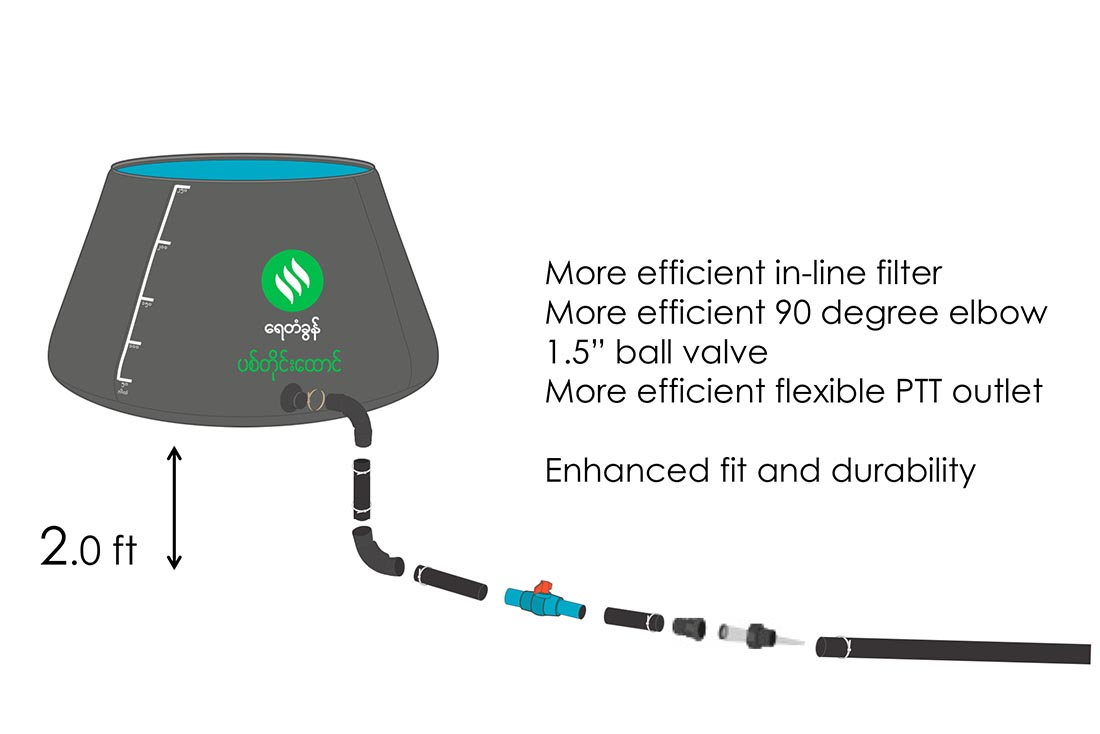 ရေတံခွန်
ပစ်တိုင်းထောင်
More efficient in-line filter
More efficient 90 degree elbow
1.5” ball valve
More efficient flexible PTT outlet
Enhanced fit and durability
2.0 ft